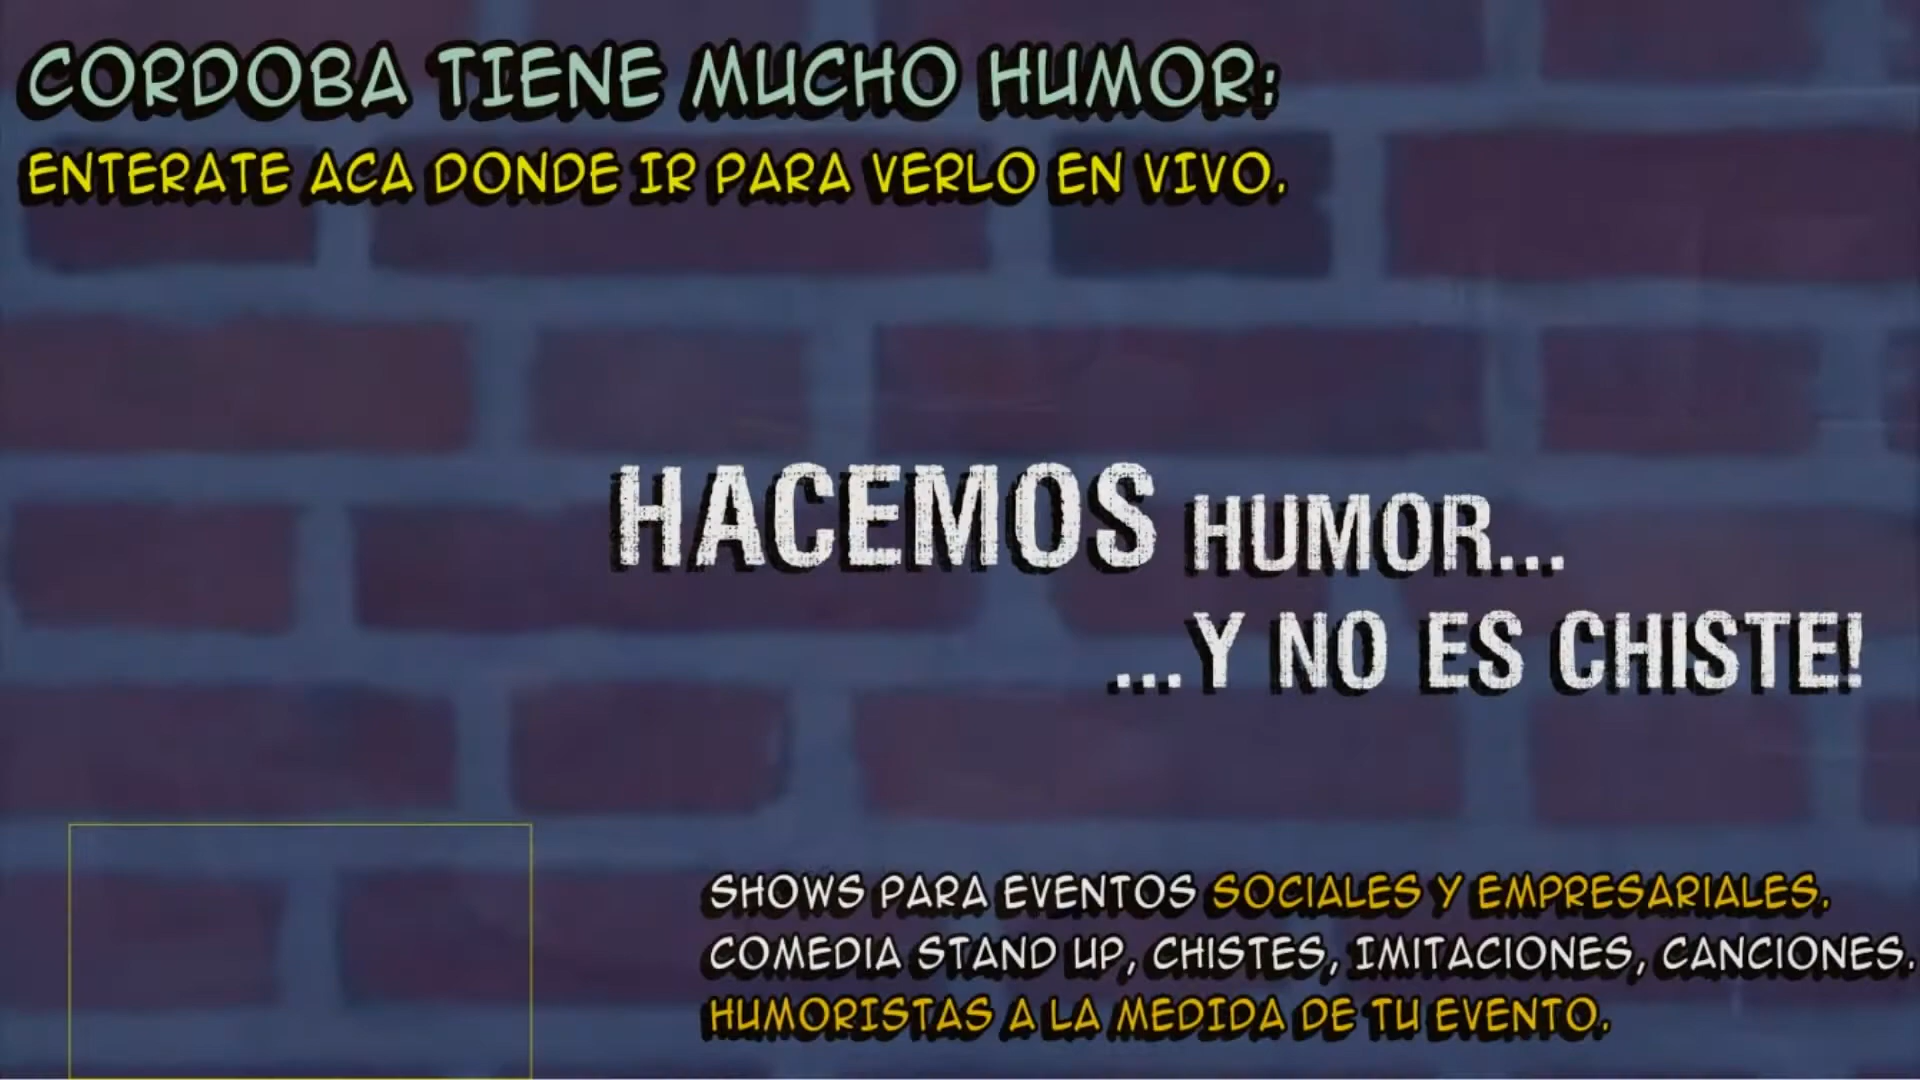 CORDOBA TIENE MUCHO HUMOR:
ENTERATE ACA DONDE IR PARA VERLO EN VIVO.
HACEMOS HUMOR...
...Y NO ES CHISTE!
SHOWS PARA EVENTOS SOCIALES Y EMPRESARIALES.
COMEDIA STAND UP, CHISTES, IMITACIONES, CANCIONES.
HUMORISTAS A LA MEDIDA DE TU EVENTO.